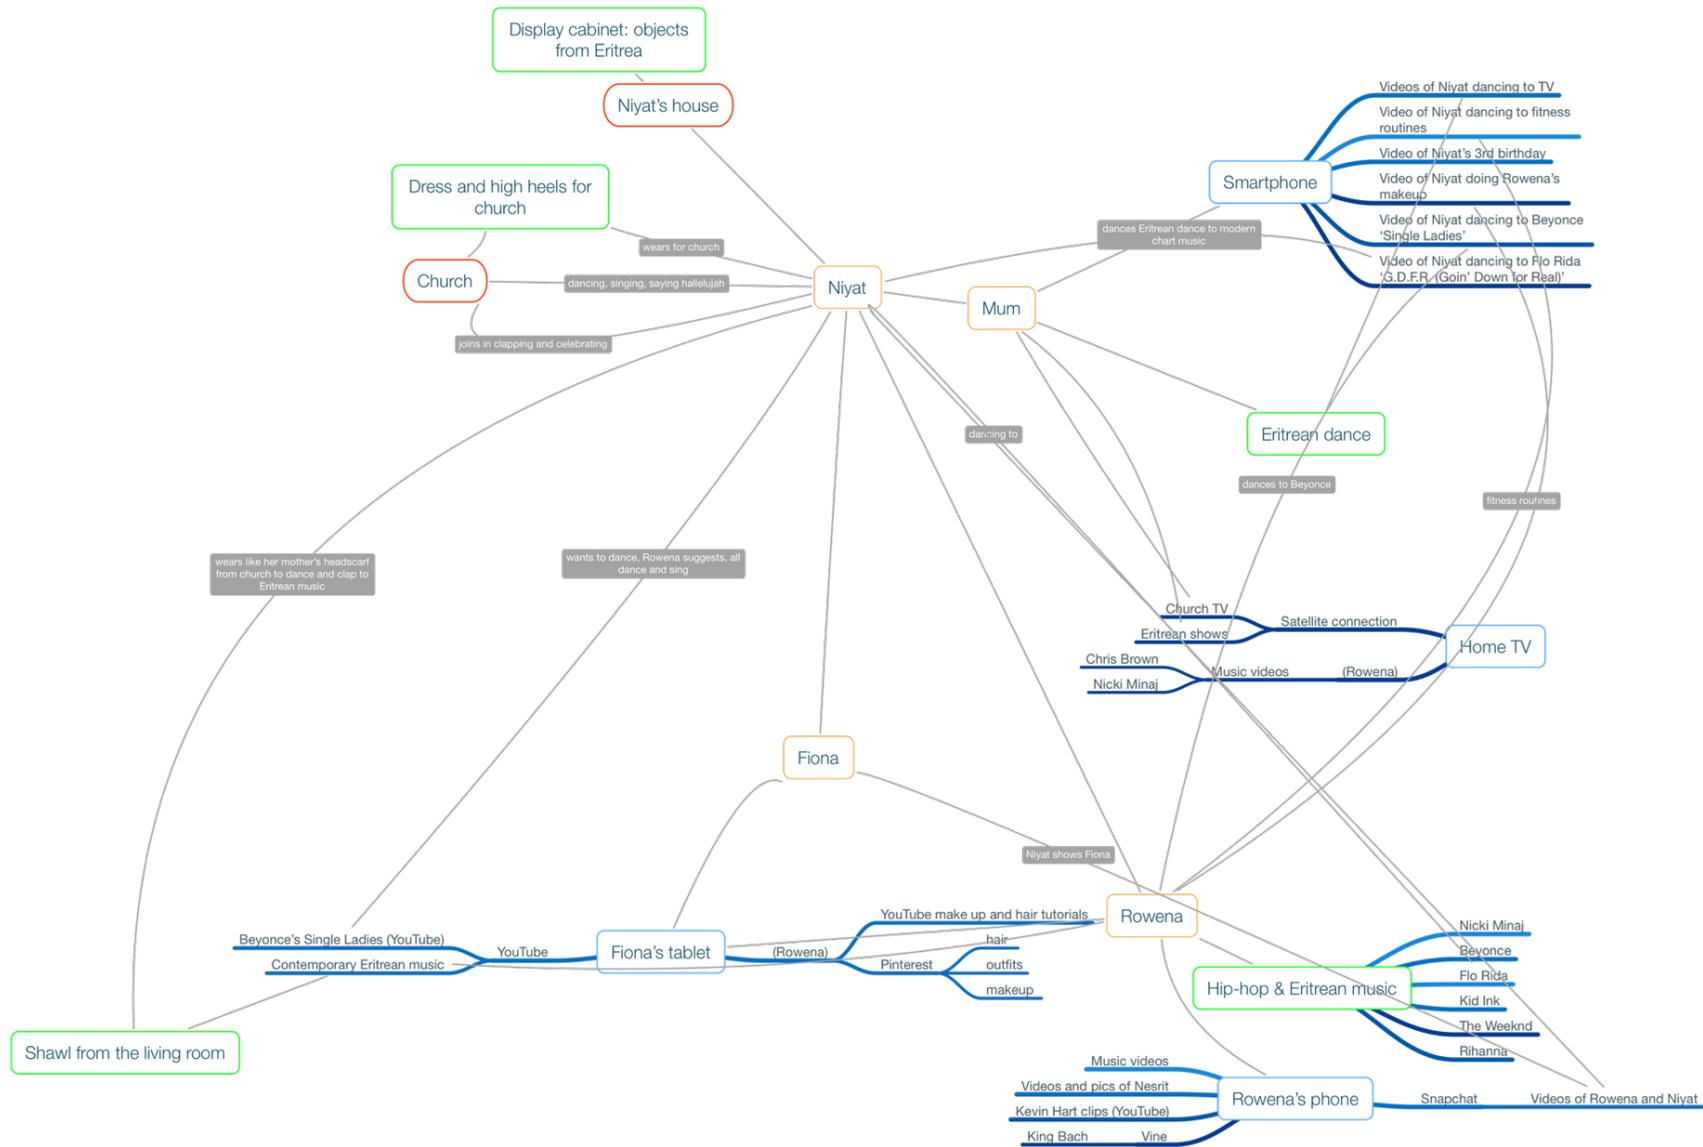 Display cabinet: objects
from Eritrea
Niyat's house
Dress and high heels for
church
wears for church
Church
dancing, singing, saying hallelujah
joins in clapping and celebrating
Niyat
Mum
dances Eritrean dance to modern
chart music
Smartphone
Videos of Niyat dancing to TV
Video of Niyat dancing to fitness
routines
Video of Niyat's 3rd birthday
Video of Niyat doing Rowena's
makeup
Video of Niyat dancing to Beyonce
'Single Ladies'
Video of Niyat dancing to Flo Rida
'G.D.F.R. (Goin' Down for Real)'
Eritrean dance
dancing to
dances to Beyonce
fitness routines
wears like her mother's headscarf
from church to dance and clap to
Eritrean music
wants to dance, Rowena suggests, all
dance and sing
Church TV
Eritrean shows
Satellite connection
Home TV
Chris Brown
Nicki Minaj
Music videos
(Rowena)
Fiona
Niyat shows Fiona
Rowena
Beyonce's Single Ladies (YouTube)
Contemporary Eritrean music
YouTube
Fiona's tablet
(Rowena)
YouTube make up and hair tutorials
Pinterest
hair
outfits
makeup
Hip-hop & Eritrean music
Nicki Minaj
Beyonce
Flo Rida
Kid Ink
The Weeknd
Rihanna
Shawl from the living room
Music videos
Videos and pics of Nesrit
Kevin Hart clips (YouTube)
King Bach
Vine
Rowena's phone
Snapchat
Videos of Rowena and Niyat